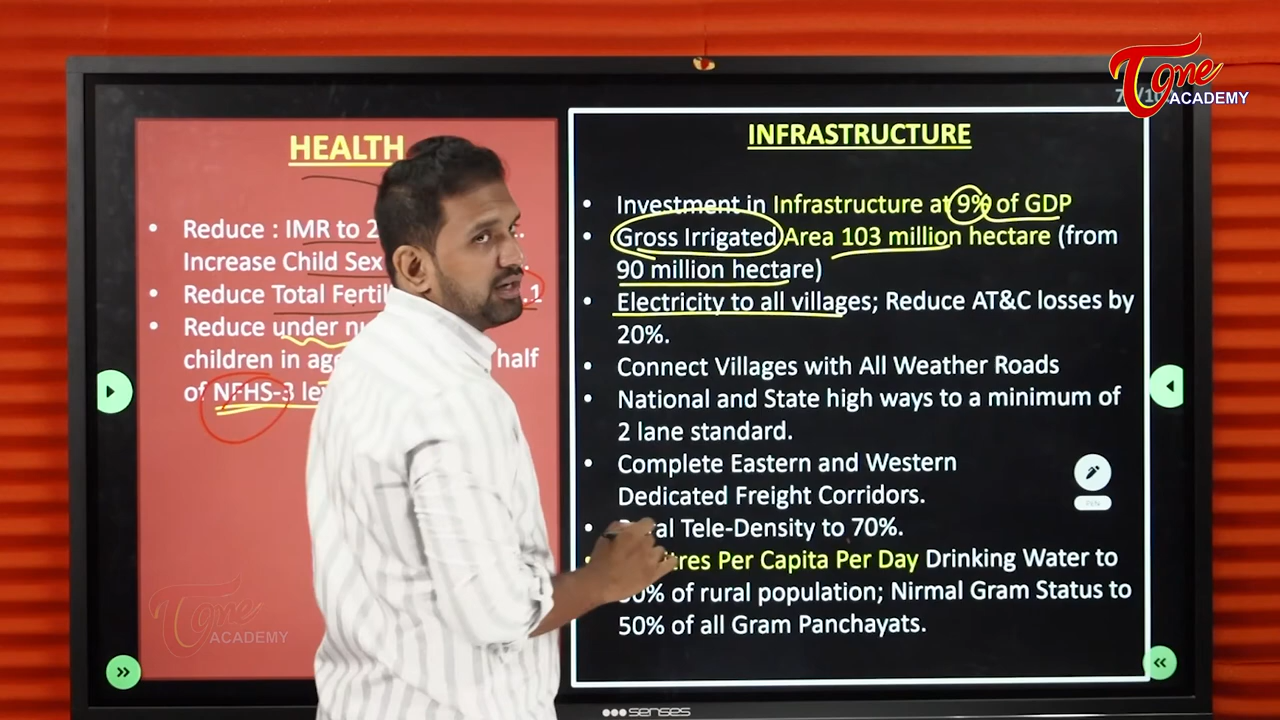 Tone
ACADEMY
HEALTH
Reduce : IMR to 2
Increase Child Sex
Reduce Total Fertil .1
Reduce under nu
children in age half
of NFHS-3 le
INFRASTRUCTURE
Investment in Infrastructure at 9% of GDP
Gross Irrigated Area 103 million hectare (from
90 million hectare)
Electricity to all villages; Reduce AT&C losses by
20%.
Connect Villages with All Weather Roads
National and State high ways to a minimum of
2 lane standard.
Complete Eastern and Western
Dedicated Freight Corridors.
Tele-Density to 70%.
Per Capita Per Day Drinking Water to
of rural population; Nirmal Gram Status to
50% of all Gram Panchayats.
PEN
Tone
ACADEMY
senses